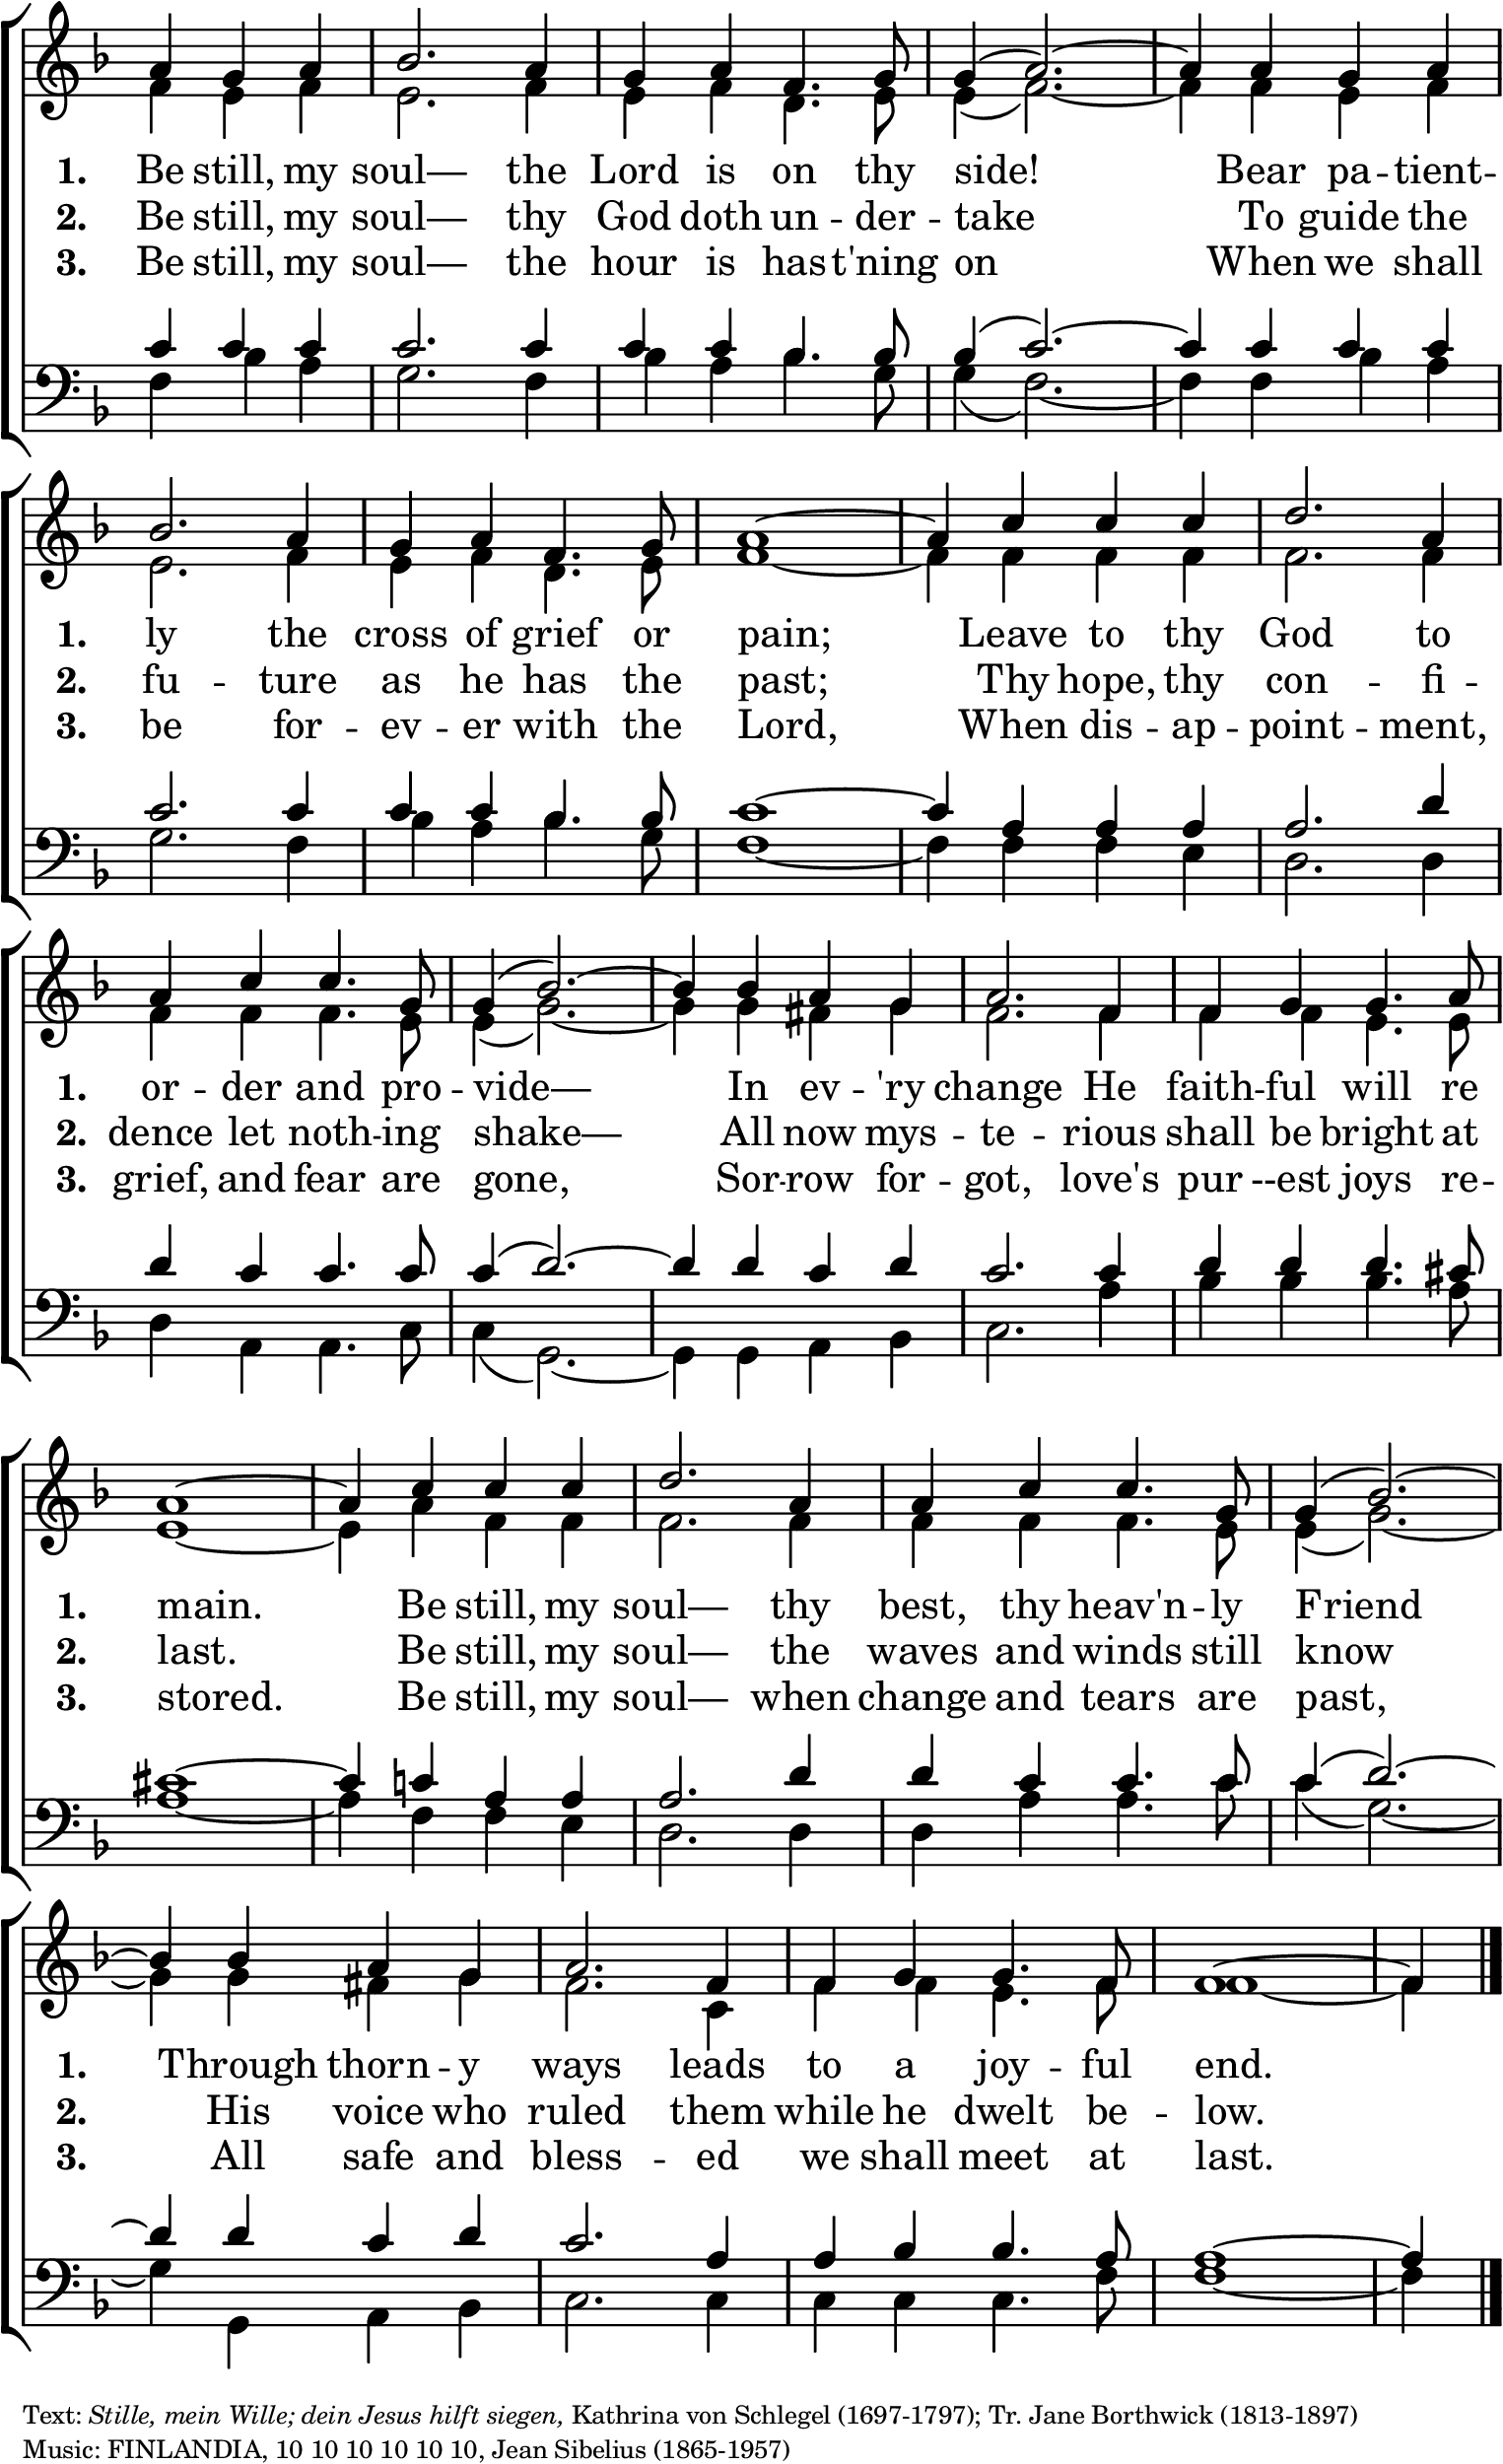 1. Be still, my soul— the Lord is on thy side! Bear pa -- tient --
2. Be still, my soul— thy God doth un -- der -- take To guide the
3. Be still, my soul— the hour is has -- t'ning on When we shall
1. ly the cross of grief or pain; Leave to thy God to
2. fu -- ture as he has the past; Thy hope, thy con -- fi --
3. be for -- ev -- er with the Lord, When dis -- ap -- point -- ment,
1. or -- der and pro -- vide— In ev -- 'ry change He faith -- ful will re
2. dence let noth -- ing shake— All now mys -- te -- rious shall be bright at
3. grief, and fear are gone, Sor -- row for -- got, love's pur --est joys re --
1. main. Be still, my soul— thy best, thy heav'n -- ly Friend
2. last. Be still, my soul— the waves and winds still know
3. stored. Be still, my soul— when change and tears are past,
1. Through thorn -- y ways leads to a joy -- ful end.
2. His voice who ruled them while he dwelt be -- low.
3. All safe and bless -- ed we shall meet at last.
Text: Stille, mein Wille; dein Jesus hilft siegen, Kathrina von Schlegel (1697-1797); Tr. Jane Borthwick (1813-1897)
Music: FINLANDIA, 10 10 10 10 10 10, Jean Sibelius (1865-1957)